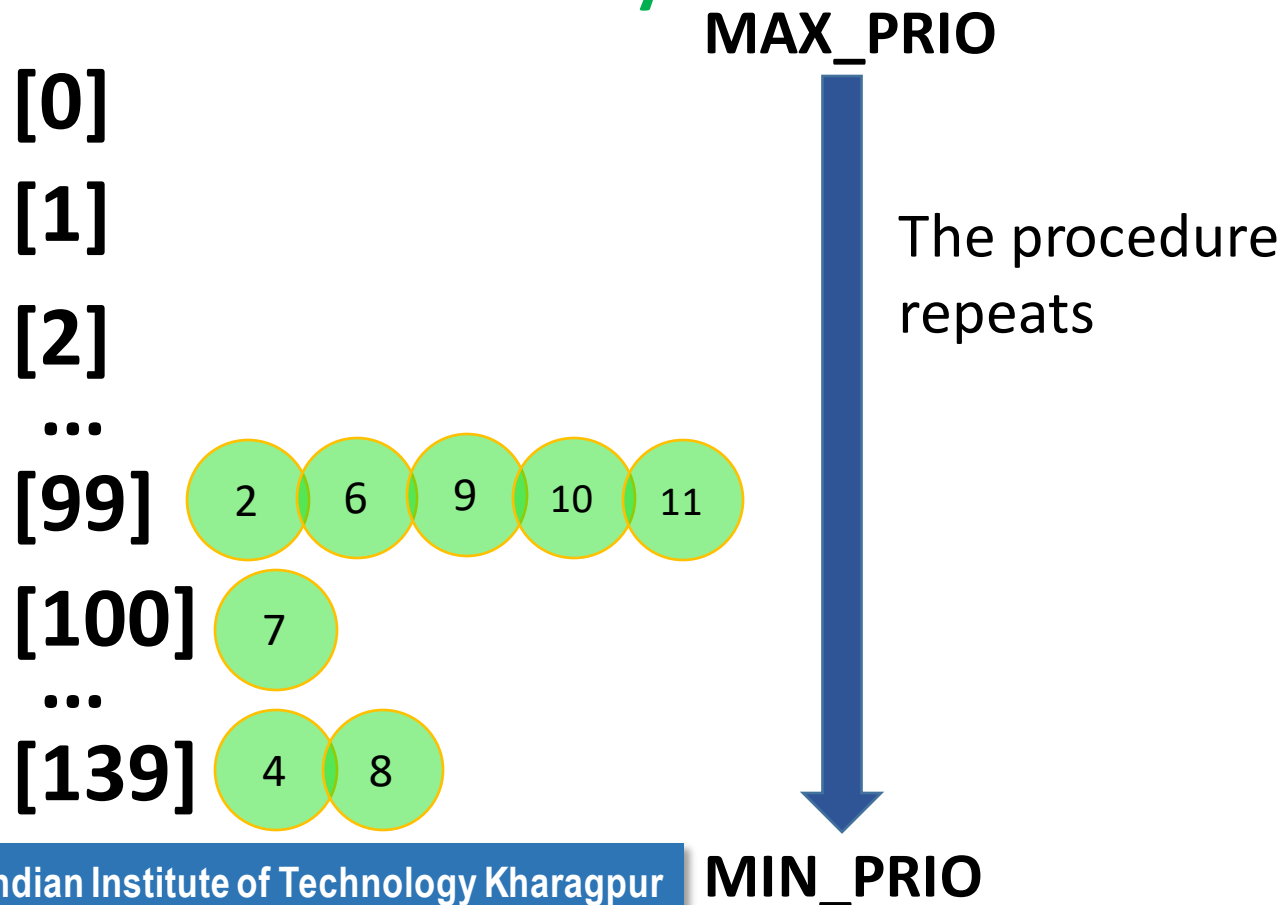 MAX_PRIO
[0]
[1]
The procedure
repeats
[2]
...
[99] 2 6 9 10 11
[100] 7
...
[139] 4 8
ndian Institute of Technology Kharagpur
MIN_PRIO